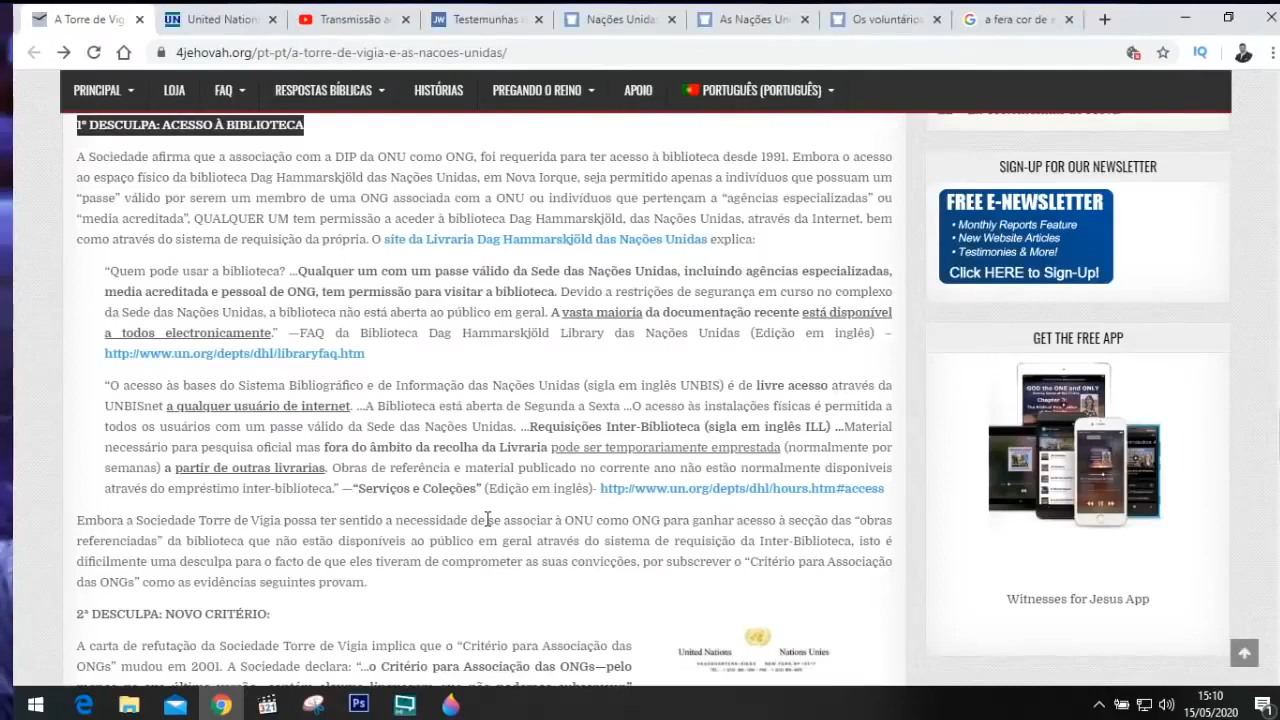 A Torre de Vigia
United Nation
Transmissão a
Testemunhas d
Nações Unidas
As Nações Un
Os voluntário
a fera cor de e
4jehovah.org/pt-pt/a-torre-de-vigia-e-as-nacoes-unidas/
IQ
PRINCIPAL LOJA FAQ RESPOSTAS BÍBLICAS HISTÓRIAS PREGANDO O REINO APOIO PORTUGUÊS (PORTUGUÊS)
1ª DESCULPA: ACESSO À BIBLIOTECA
A Sociedade afirma que a associação com a DIP da ONU como ONG, foi requerida para ter acesso à biblioteca desde 1991. Embora o acesso
ao espaço físico da biblioteca Dag Hammarskjöld das Nações Unidas, em Nova Iorque, seja permitido apenas a indivíduos que possuam um
“passe” válido por serem um membro de uma ONG associada com a ONU ou indivíduos que pertençam a “agências especializadas” ou
“media acreditada”, QUALQUER UM tem permissão a aceder à biblioteca Dag Hammarskjöld, das Nações Unidas, através da Internet, bem
como através do sistema de requisição da própria. O site da Livraria Dag Hammarskjöld das Nações Unidas explica:
“Quem pode usar a biblioteca? …Qualquer um com um passe válido da Sede das Nações Unidas, incluindo agências especializadas,
media acreditada e pessoal de ONG, tem permissão para visitar a biblioteca. Devido a restrições de segurança em curso no complexo
da Sede das Nações Unidas, a biblioteca não está aberta ao público em geral. A vasta maioria da documentação recente está disponível
a todos electronicamente.” —FAQ da Biblioteca Dag Hammarskjöld Library das Nações Unidas (Edição em inglês) –
http://www.un.org/depts/dhl/libraryfaq.htm
“O acesso às bases do Sistema Bibliográfico e de Informação das Nações Unidas (sigla em inglês UNBIS) é de livre acesso através da
UNBISnet a qualquer usuário de internet. …A Biblioteca está aberta de Segunda a Sexta …O acesso às instalações físicas é permitida a
todos os usuários com um passe válido da Sede das Nações Unidas. …Requisições Inter-Biblioteca (sigla em inglês ILL) …Material
necessário para pesquisa oficial mas fora do âmbito da recolha da Livraria pode ser temporariamente emprestada (normalmente por
semanas) a partir de outras livrarias. Obras de referência e material publicado no corrente ano não estão normalmente disponíveis
através do empréstimo inter-biblioteca.” —“Serviços e Coleções” (Edição em inglês)- http://www.un.org/depts/dhl/hours.htm#access
Embora a Sociedade Torre de Vigia possa ter sentido a necessidade de se associar à ONU como ONG para ganhar acesso à secção das “obras
referenciadas” da biblioteca que não estão disponíveis ao público em geral através do sistema de requisição da Inter-Biblioteca, isto é
dificilmente uma desculpa para o facto de que eles tiveram de comprometer as suas convicções, por subscrever o “Critério para Associação
das ONGs” como as evidências seguintes provam.
2ª DESCULPA: NOVO CRITÉRIO:
A carta de refutação da Sociedade Torre de Vigia implica que o “Critério para Associação das
ONGs” mudou em 2001. A Sociedade declara: “…o Critério para Associação das ONGs—pelo
United Nations Nations Unies
SIGN-UP FOR OUR NEWSLETTER
FREE E-NEWSLETTER
• Monthly Reports Feature
• New Website Articles
• Testimonies & More!
Click HERE to Sign-Up!
GET THE FREE APP
GOD THE ONE AND ONLY
Witnesses for Jesus App
15:10
15/05/2020